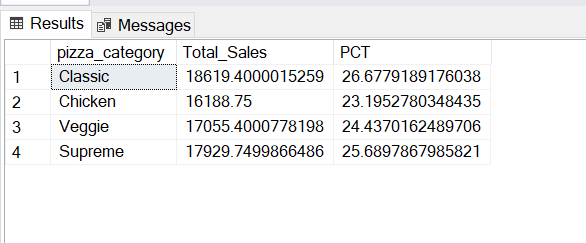 Results Messages
pizza_category Total_Sales PCT
1 Classic 18619.4000015259 26.6779189176038
2 Chicken 16188.75 23.1952780348435
3 Veggie 17055.4000778198 24.4370162489706
4 Supreme 17929.7499866486 25.6897867985821